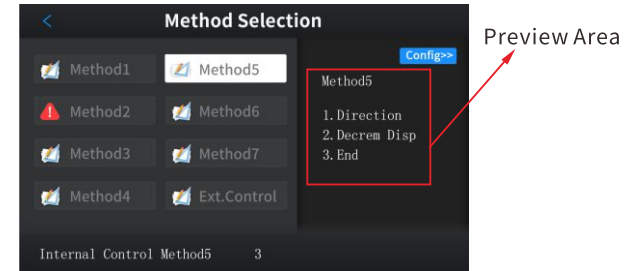 < Method Selection
Preview Area
Config>>
Method1 Method5
Method2 Method6
Method3 Method7
Method4 Ext.Control
Method5
1.Direction
2.Decrem Disp
3.End
Internal Control Method5 3